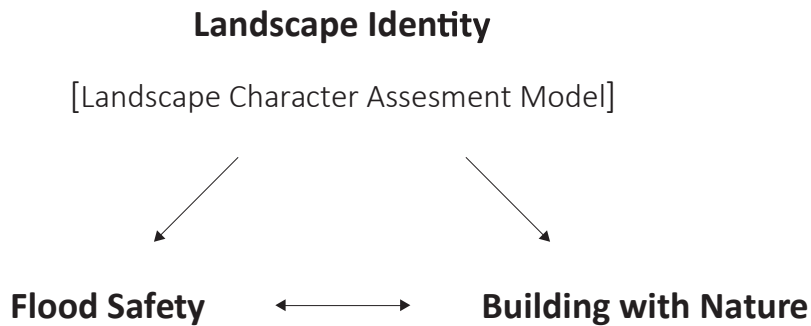 Landscape Identity
[Landscape Character Assesment Model]
Flood Safety
Building with Nature